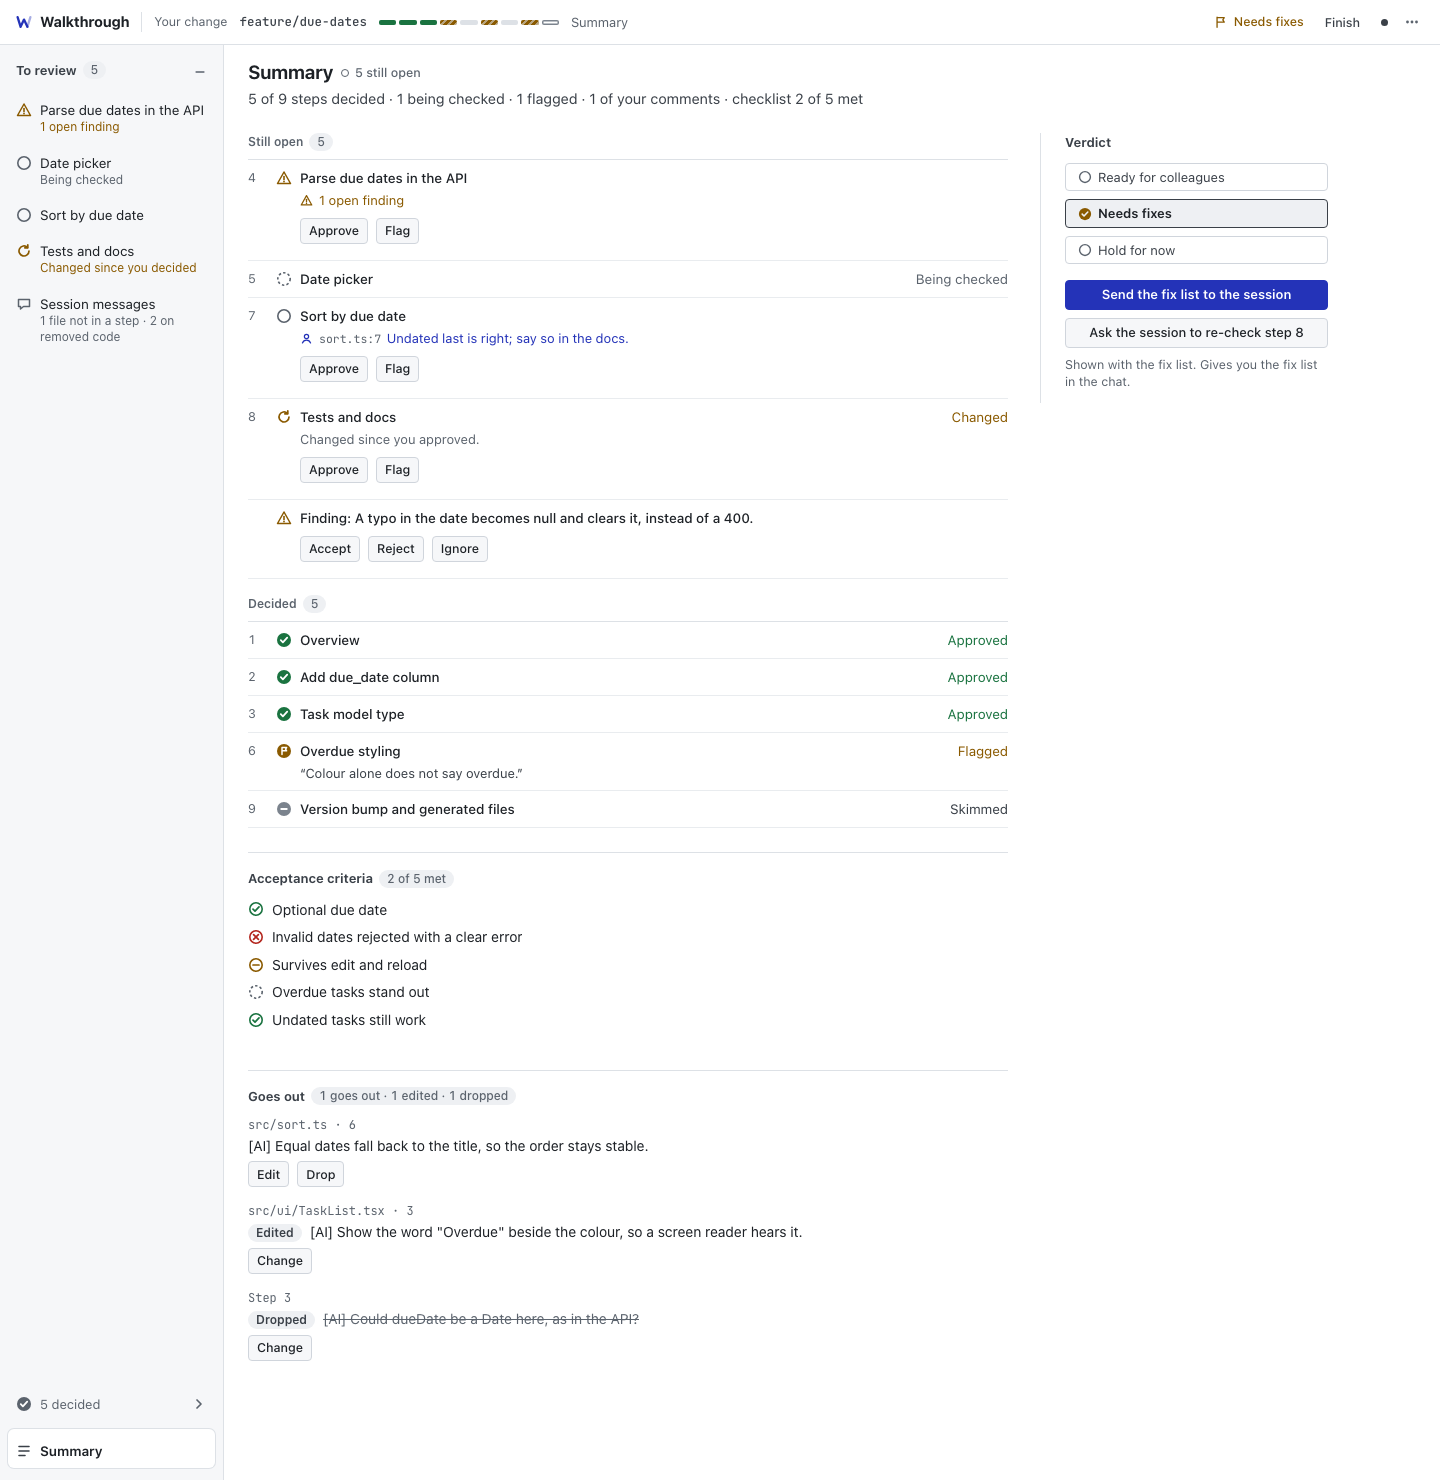 Walkthrough
Your change feature/due-dates Summary
Needs fixes Finish
To review 5
Parse due dates in the API
1 open finding
Date picker
Being checked
Sort by due date
Tests and docs
Changed since you decided
Session messages
1 file not in a step · 2 on
removed code
5 decided
Summary
Summary 5 still open
5 of 9 steps decided · 1 being checked · 1 flagged · 1 of your comments · checklist 2 of 5 met
Still open 5
4 Parse due dates in the API
1 open finding
Approve Flag
5 Date picker Being checked
7 Sort by due date
sort.ts:7 Undated last is right; say so in the docs.
Approve Flag
8 Tests and docs Changed
Changed since you approved.
Approve Flag
Finding: A typo in the date becomes null and clears it, instead of a 400.
Accept Reject Ignore
Decided 5
1 Overview Approved
2 Add due_date column Approved
3 Task model type Approved
6 Overdue styling Flagged
“Colour alone does not say overdue.”
9 Version bump and generated files Skimmed
Acceptance criteria 2 of 5 met
Optional due date
Invalid dates rejected with a clear error
Survives edit and reload
Overdue tasks stand out
Undated tasks still work
Goes out 1 goes out · 1 edited · 1 dropped
src/sort.ts · 6
[AI] Equal dates fall back to the title, so the order stays stable.
Edit Drop
src/ui/TaskList.tsx · 3
Edited [AI] Show the word "Overdue" beside the colour, so a screen reader hears it.
Change
Step 3
Dropped [AI] Could dueDate be a Date here, as in the API?
Change
Verdict
Ready for colleagues
Needs fixes
Hold for now
Send the fix list to the session
Ask the session to re-check step 8
Shown with the fix list. Gives you the fix list
in the chat.